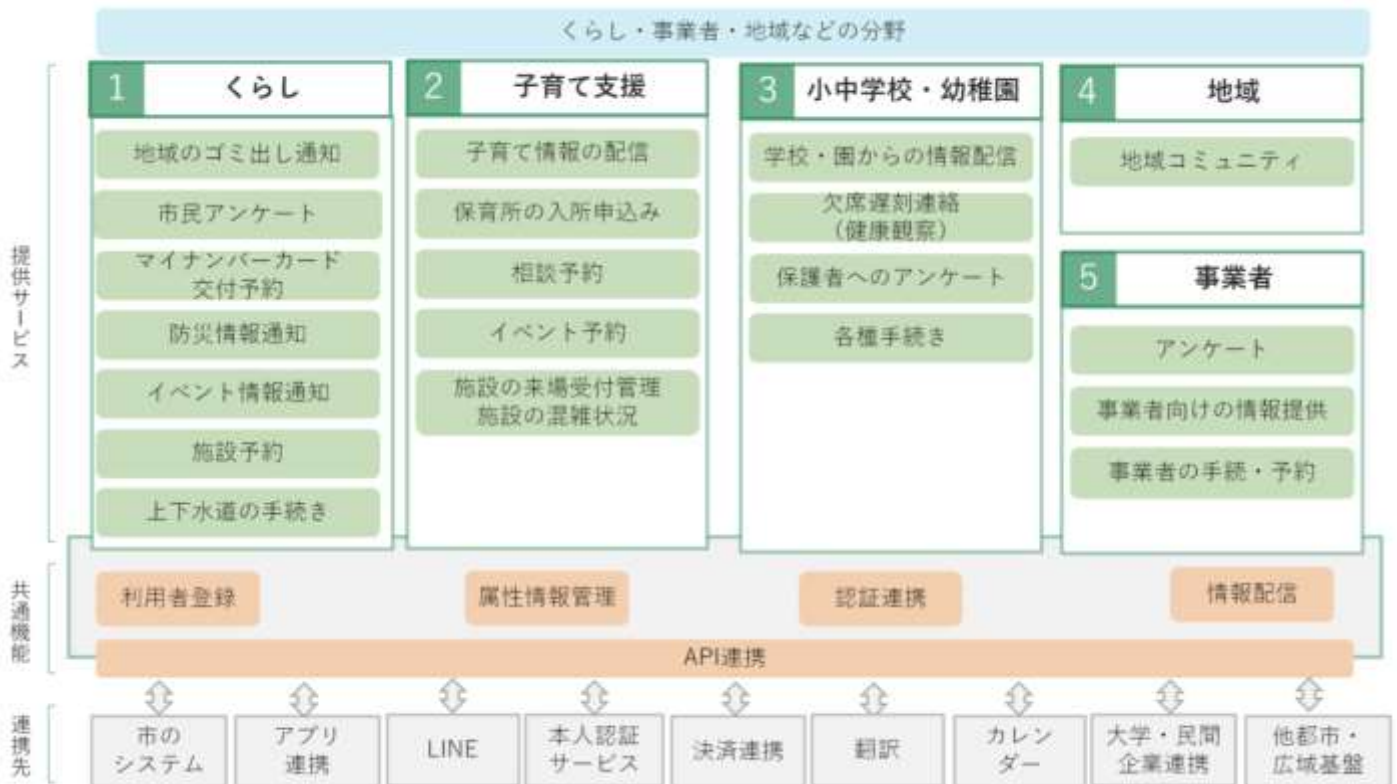 くらし・事業者・地域などの分野
提供サービス
1 くらし
地域のゴミ出し通知
市民アンケート
マイナンバーカード
交付予約
防災情報通知
イベント情報通知
施設予約
上下水道の手続き
2 子育て支援
子育て情報の配信
保育所の入所申込み
相談予約
イベント予約
施設の来場受付管理
施設の混雑状況
3 小中学校・幼稚園
学校・園からの情報配信
欠席遅刻連絡
（健康観察）
保護者へのアンケート
各種手続き
4 地域
地域コミュニティ
5 事業者
アンケート
事業者向けの情報提供
事業者の手続・予約
共通機能
利用者登録
属性情報管理
認証連携
情報配信
API連携
連携先
市の
システム
アプリ
連携
LINE
本人認証
サービス
決済連携
翻訳
カレン
ダー
大学・民間
企業連携
他都市・
広域基盤